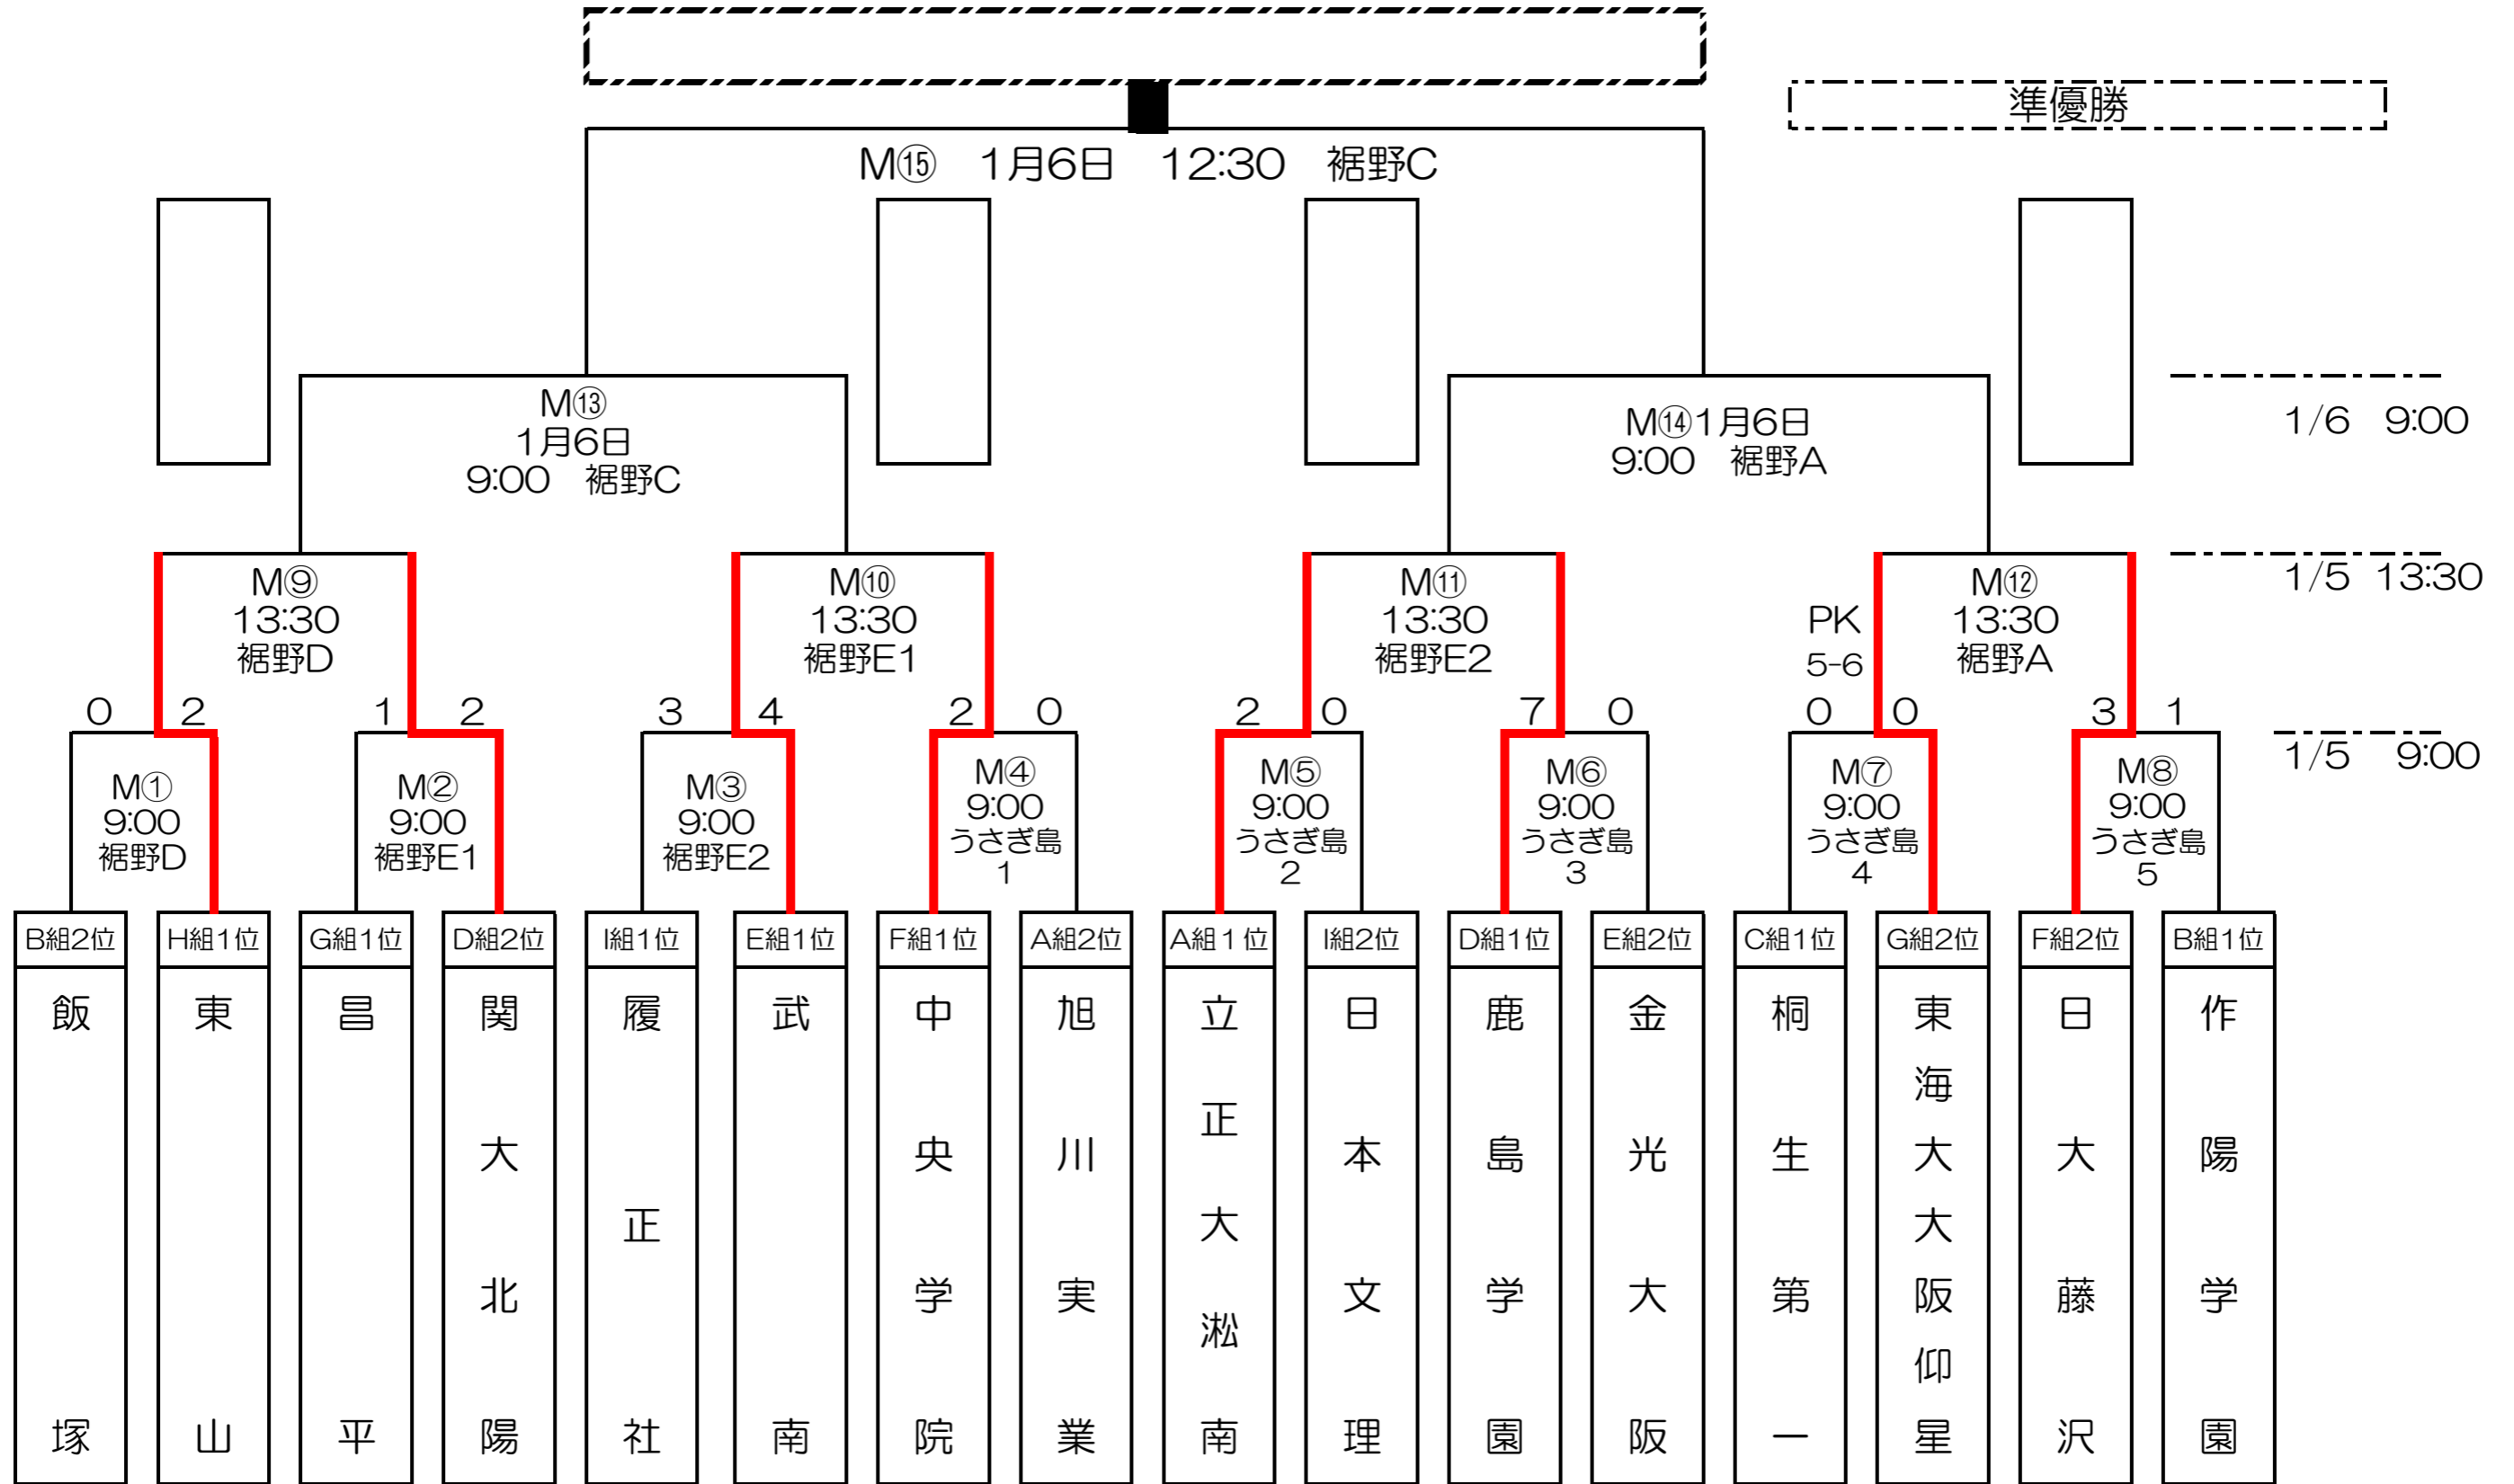 準優勝
M⑮　1月6日　12:30　裾野C
M⑬
1月6日
9:00　裾野C
M⑭1月6日
9:00　裾野A
1/6　9:00
M⑨
13:30
裾野D
M⑩
13:30
裾野E1
M⑪
13:30
裾野E2
PK
5-6
M⑫
13:30
裾野A
1/5　13:30
0 2 1 2 3 4 2 0 2 0 7 0 0 0 3 1
1/5　9:00
M①
9:00
裾野D
M②
9:00
裾野E1
M③
9:00
裾野E2
M④
9:00
うさぎ島
1
M⑤
9:00
うさぎ島
2
M⑥
9:00
うさぎ島
3
M⑦
9:00
うさぎ島
4
M⑧
9:00
うさぎ島
5
B組2位
飯塚
H組1位
東山
G組1位
昌平
D組2位
関大北陽
I組1位
履正社
E組1位
武南
F組1位
中央学院
A組2位
旭川実業
A組１位
立正大淞南
I組2位
日本文理
D組1位
鹿島学園
E組2位
金光大阪
C組1位
桐生第一
G組2位
東海大大阪仰星
F組2位
日大藤沢
B組1位
作陽学園